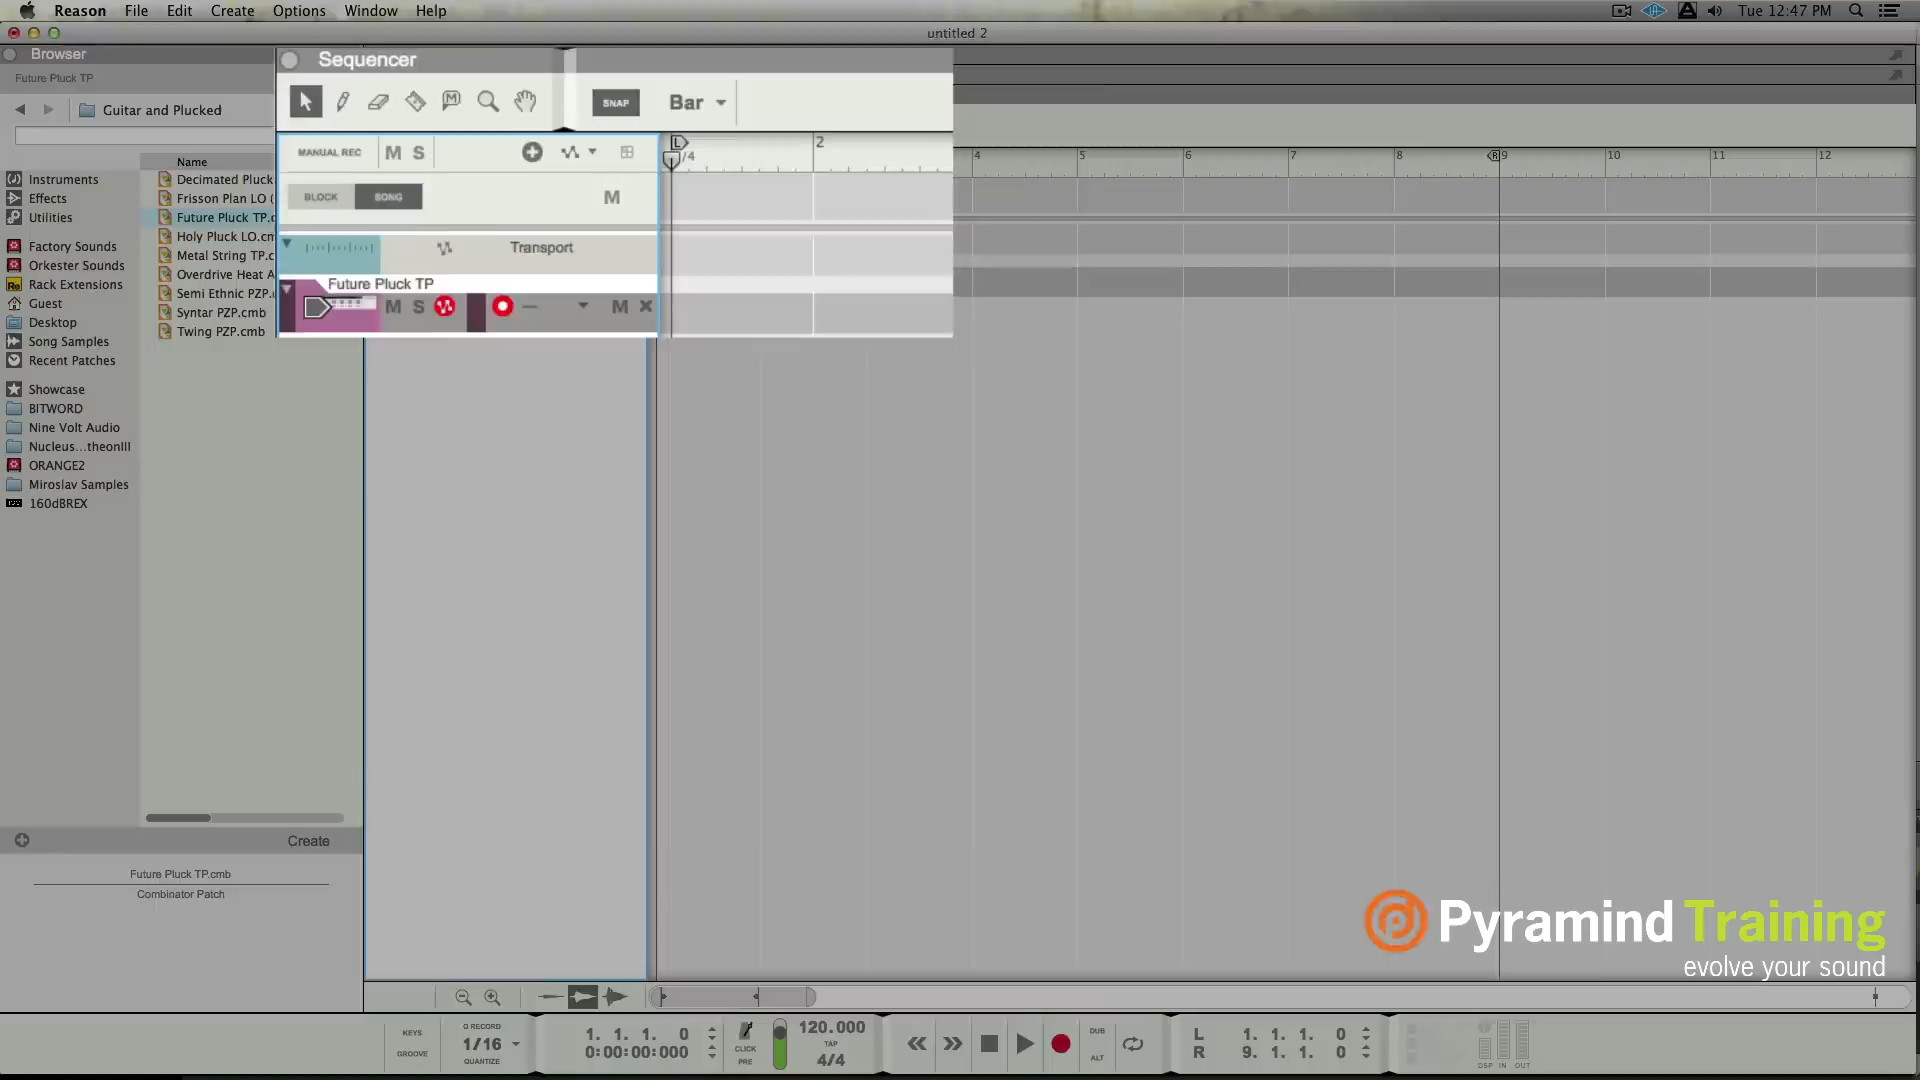 Reason File Edit Create Options Window Help
Tue 12:47 PM
untitled 2
Browser
Future Pluck TP
Guitar and Plucked
Name
Instruments
Effects
Utilities
Factory Sounds
Orkester Sounds
Rack Extensions
Guest
Desktop
Song Samples
Recent Patches
Showcase
BITWORD
Nine Volt Audio
Nucleus...theonIII
ORANGE2
Miroslav Samples
160dBREX
Decimated Pluck
Frisson Plan LO (
Future Pluck TP.c
Holy Pluck LO.cm
Metal String TP.c
Overdrive Heat A
Semi Ethnic PZP.
Syntar PZP.cmb
Twing PZP.cmb
Create
Future Pluck TP.cmb
Combinator Patch
Sequencer
SNAP Bar
MANUAL REC M S
BLOCK SONG M
Transport
Future Pluck TP
M S M
L /4 2 4 5 6 7 8 R 9 10 11 12
Pyramind Training
evolve your sound
KEYS
GROOVE
Q RECORD
1/16
QUANTIZE
1. 1. 1. 0
0:00:00:000
CLICK
PRE
120.000
TAP
4/4
DUB
ALT
L 1. 1. 1. 0
R 9. 1. 1. 0
DSP IN OUT